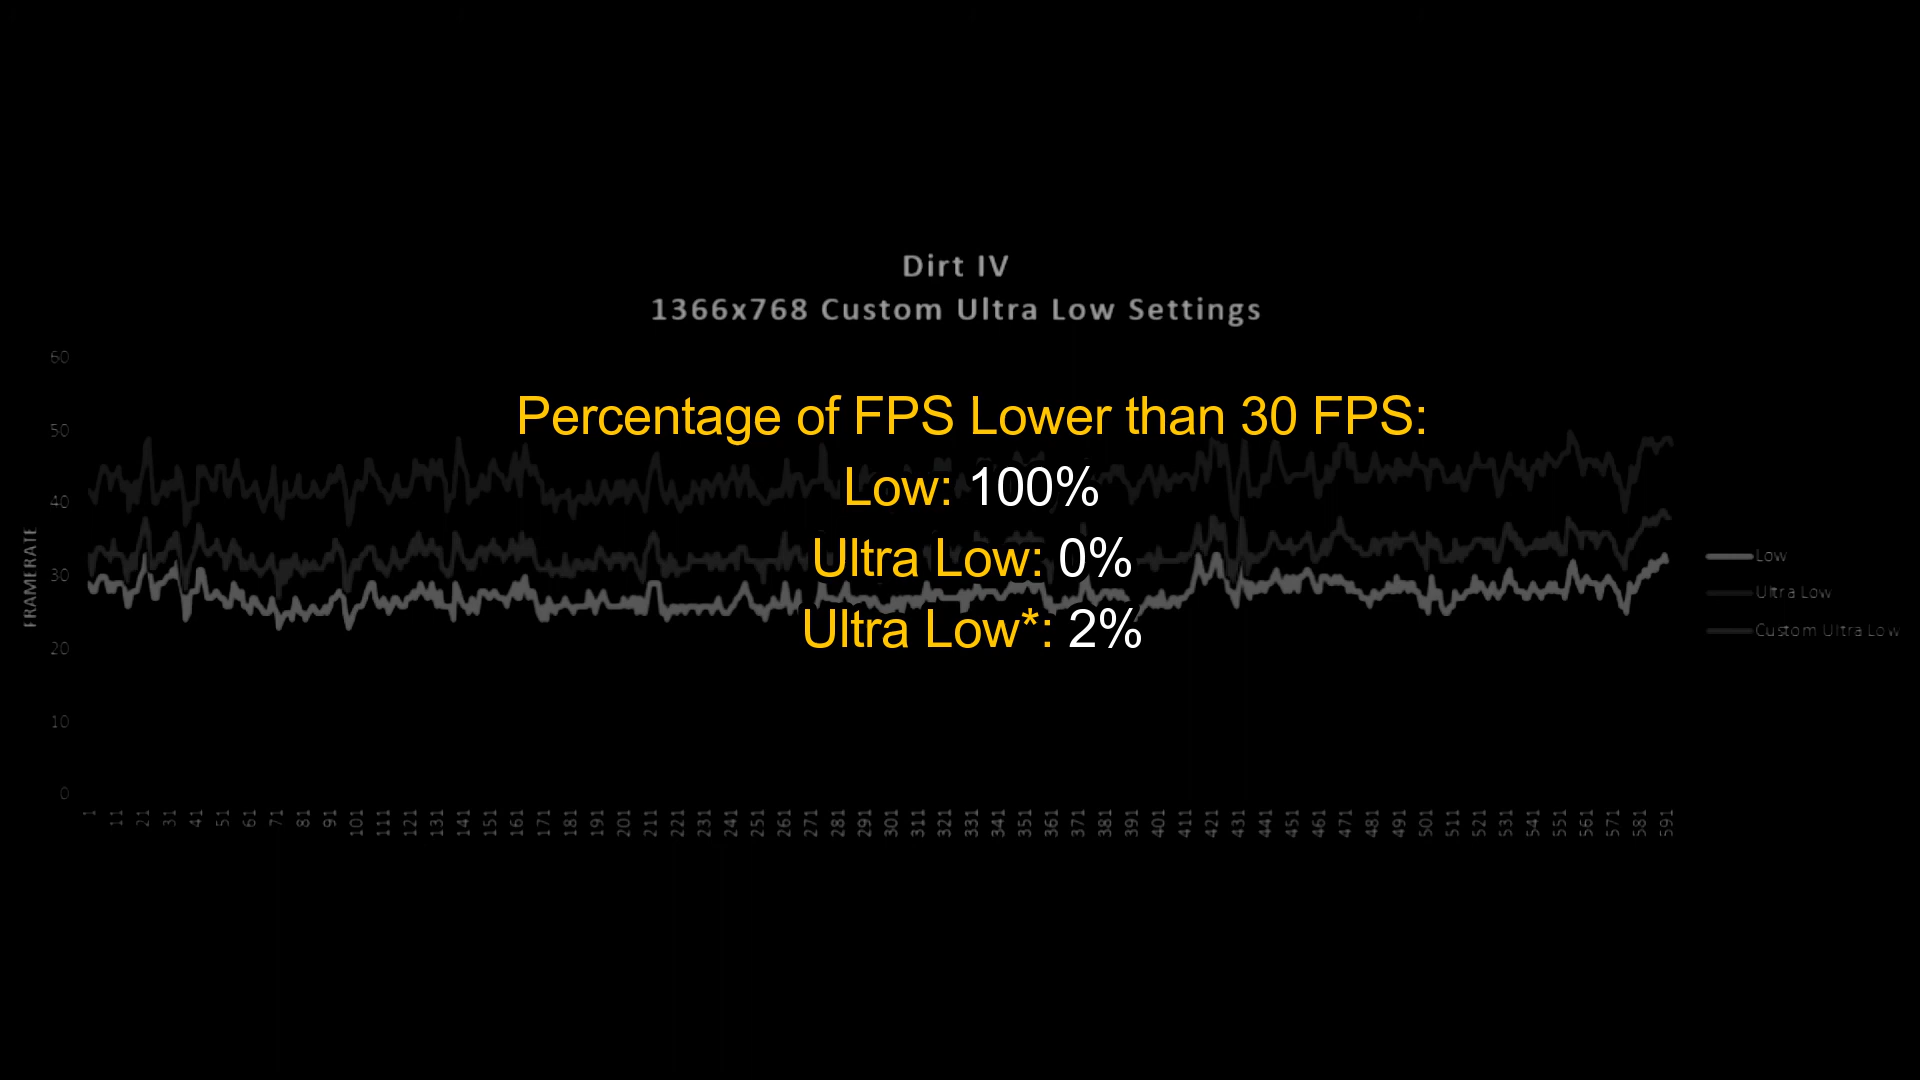 Dirt IV
1366x768 Custom Ultra Low Settings
60
50
40
30
20
10
0
FRAMERATE
Percentage of FPS Lower than 30 FPS:
Low: 100%
Ultra Low: 0%
Ultra Low*: 2%
Low
Ultra Low
Custom Ultra Low
1 11 21 31 41 51 61 71 81 91 101 111 121 131 141 151 161 171 181 191 201 211 221 231 241 251 261 271 281 291 301 311 321 331 341 351 361 371 381 391 401 411 421 431 441 451 461 471 481 491 501 511 521 531 541 551 561 571 581 591